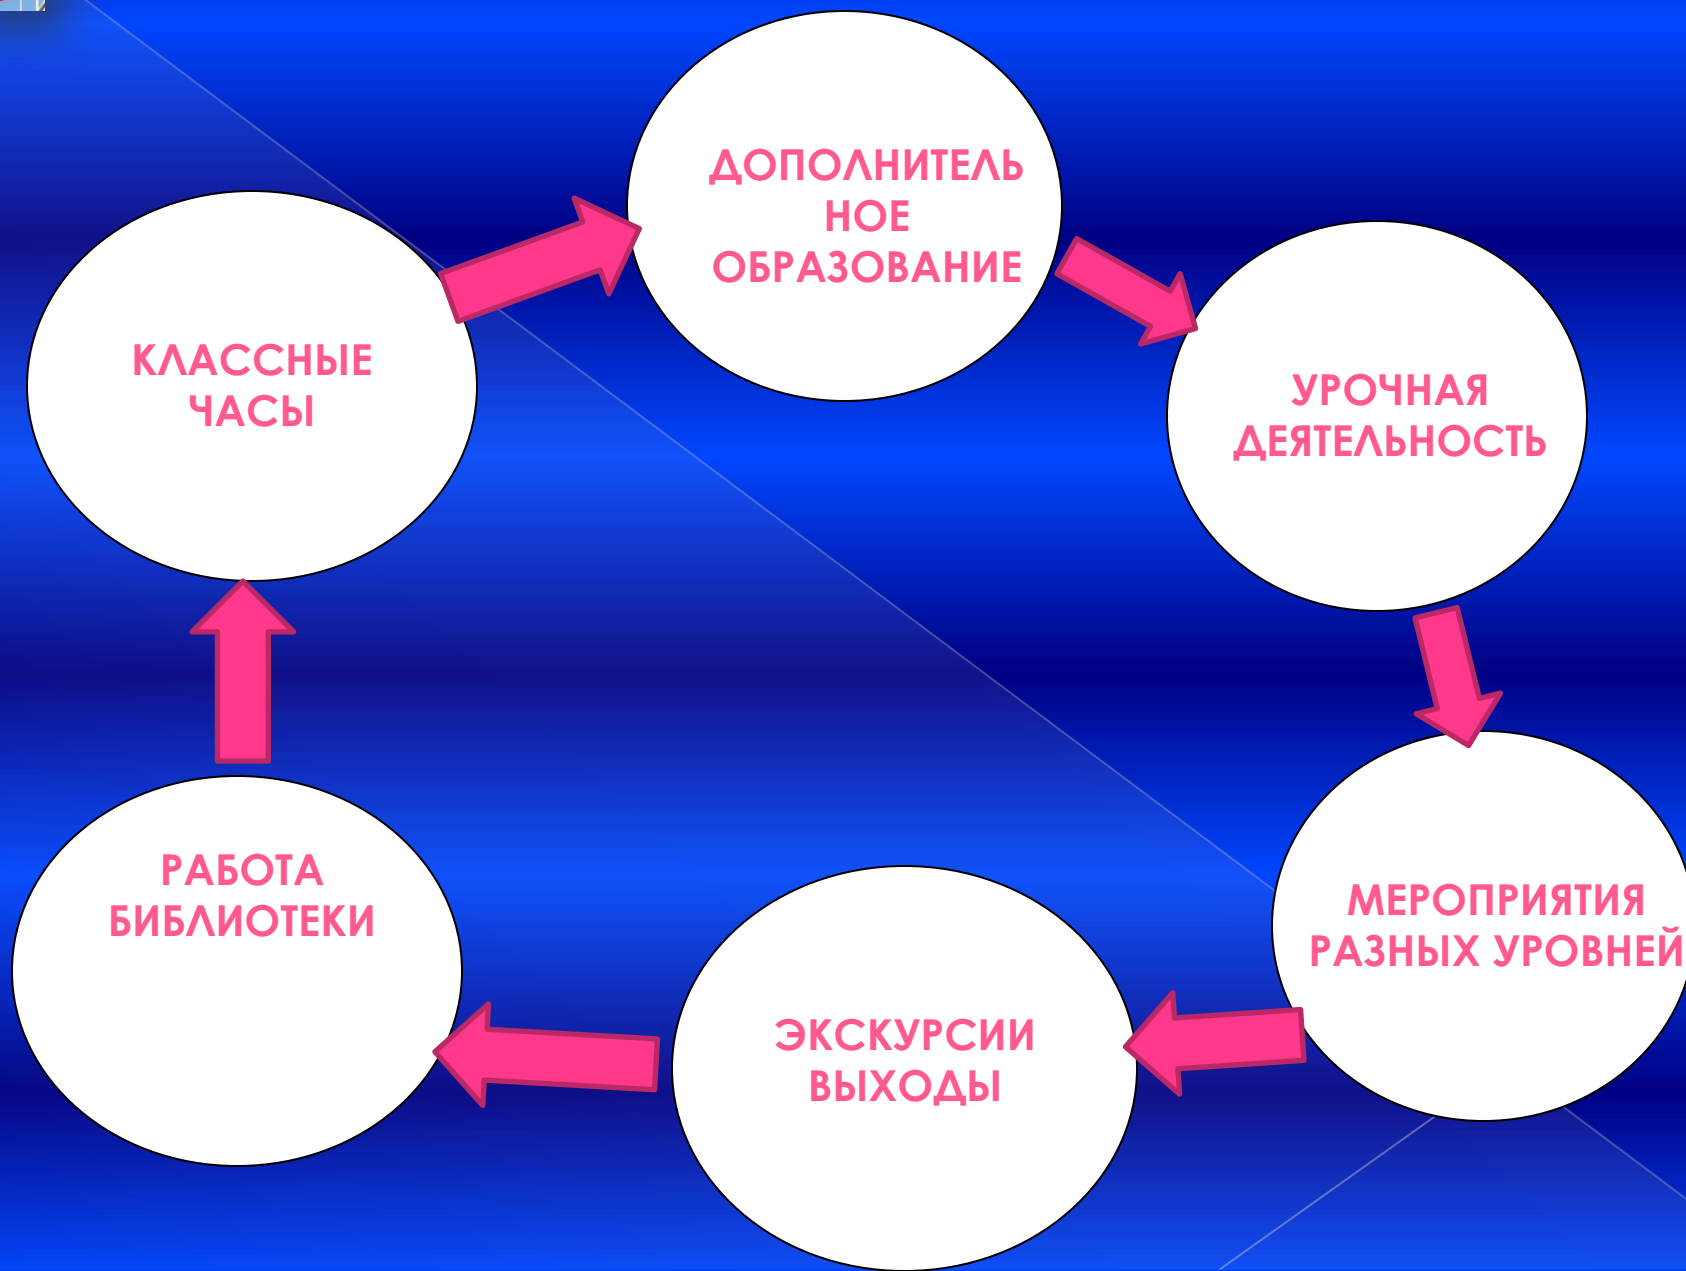 ДОПОЛНИТЕЛЬ
НОЕ
ОБРАЗОВАНИЕ
КЛАССНЫЕ
ЧАСЫ
УРОЧНАЯ
ДЕЯТЕЛЬНОСТЬ
РАБОТА
БИБЛИОТЕКИ
МЕРОПРИЯТИЯ
РАЗНЫХ УРОВНЕЙ
ЭКСКУРСИИ
ВЫХОДЫ